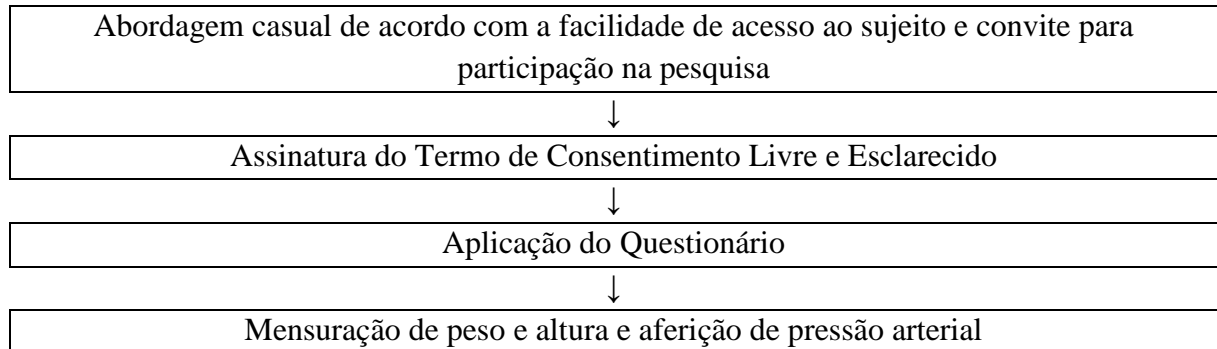 Abordagem casual de acordo com a facilidade de acesso ao sujeito e convite para
participação na pesquisa
↓
Assinatura do Termo de Consentimento Livre e Esclarecido
↓
Aplicação do Questionário
↓
Mensuração de peso e altura e aferição de pressão arterial